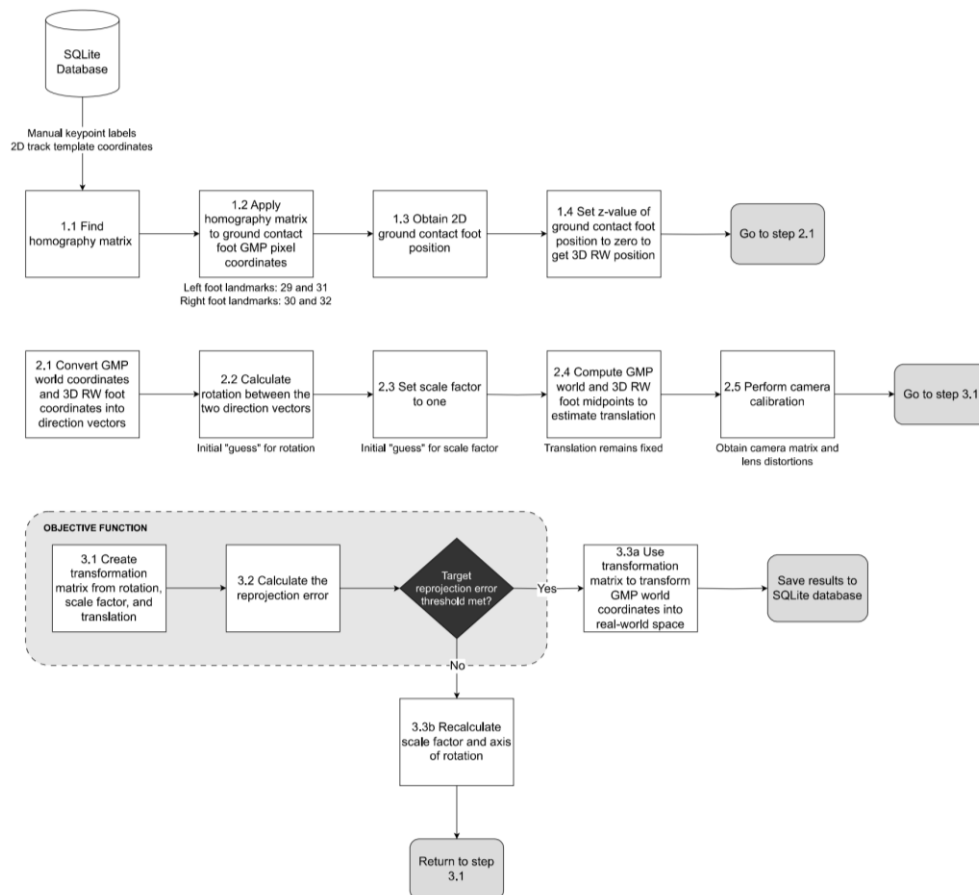 SQLite
Database
Manual keypoint labels
2D track template coordinates
1.1 Find
homography matrix
1.2 Apply
homography matrix
to ground contact
foot GMP pixel
coordinates
Left foot landmarks: 29 and 31
Right foot landmarks: 30 and 32
1.3 Obtain 2D
ground contact foot
position
1.4 Set z-value of
ground contact foot
position to zero to
get 3D RW position
Go to step 2.1
2.1 Convert GMP
world coordinates
and 3D RW foot
coordinates into
direction vectors
2.2 Calculate
rotation between the
two direction vectors
Initial "guess" for rotation
2.3 Set scale factor
to one
Initial "guess" for scale factor
2.4 Compute GMP
world and 3D RW
foot midpoints to
estimate translation
Translation remains fixed
2.5 Perform camera
calibration
Obtain camera matrix and
lens distortions
Go to step 3.1
OBJECTIVE FUNCTION
3.1 Create
transformation
matrix from rotation,
scale factor, and
translation
3.2 Calculate the
reprojection error
Target
reprojection error
threshold met?
Yes
3.3a Use
transformation
matrix to transform
GMP world
coordinates into
real-world space
Save results to
SQLite database
No
3.3b Recalculate
scale factor and axis
of rotation
Return to step
3.1